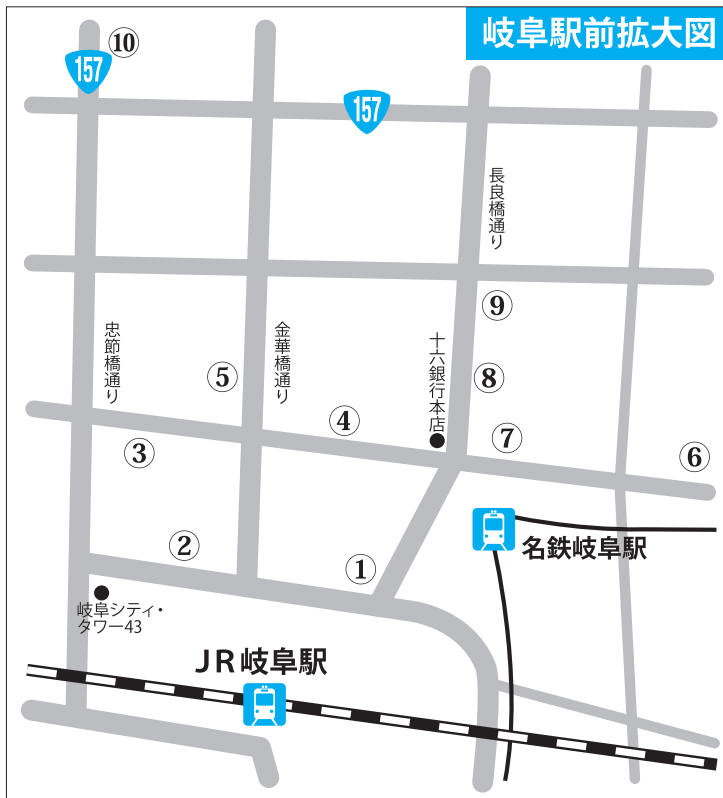 岐阜駅前拡大図
⑩
157
157
長良橋通り
⑨
忠節橋通り
金華橋通り
十六銀行本店
⑤
⑧
④
⑦
③
⑥
②
名鉄岐阜駅
①
岐阜シティ・
タワー43
JR岐阜駅